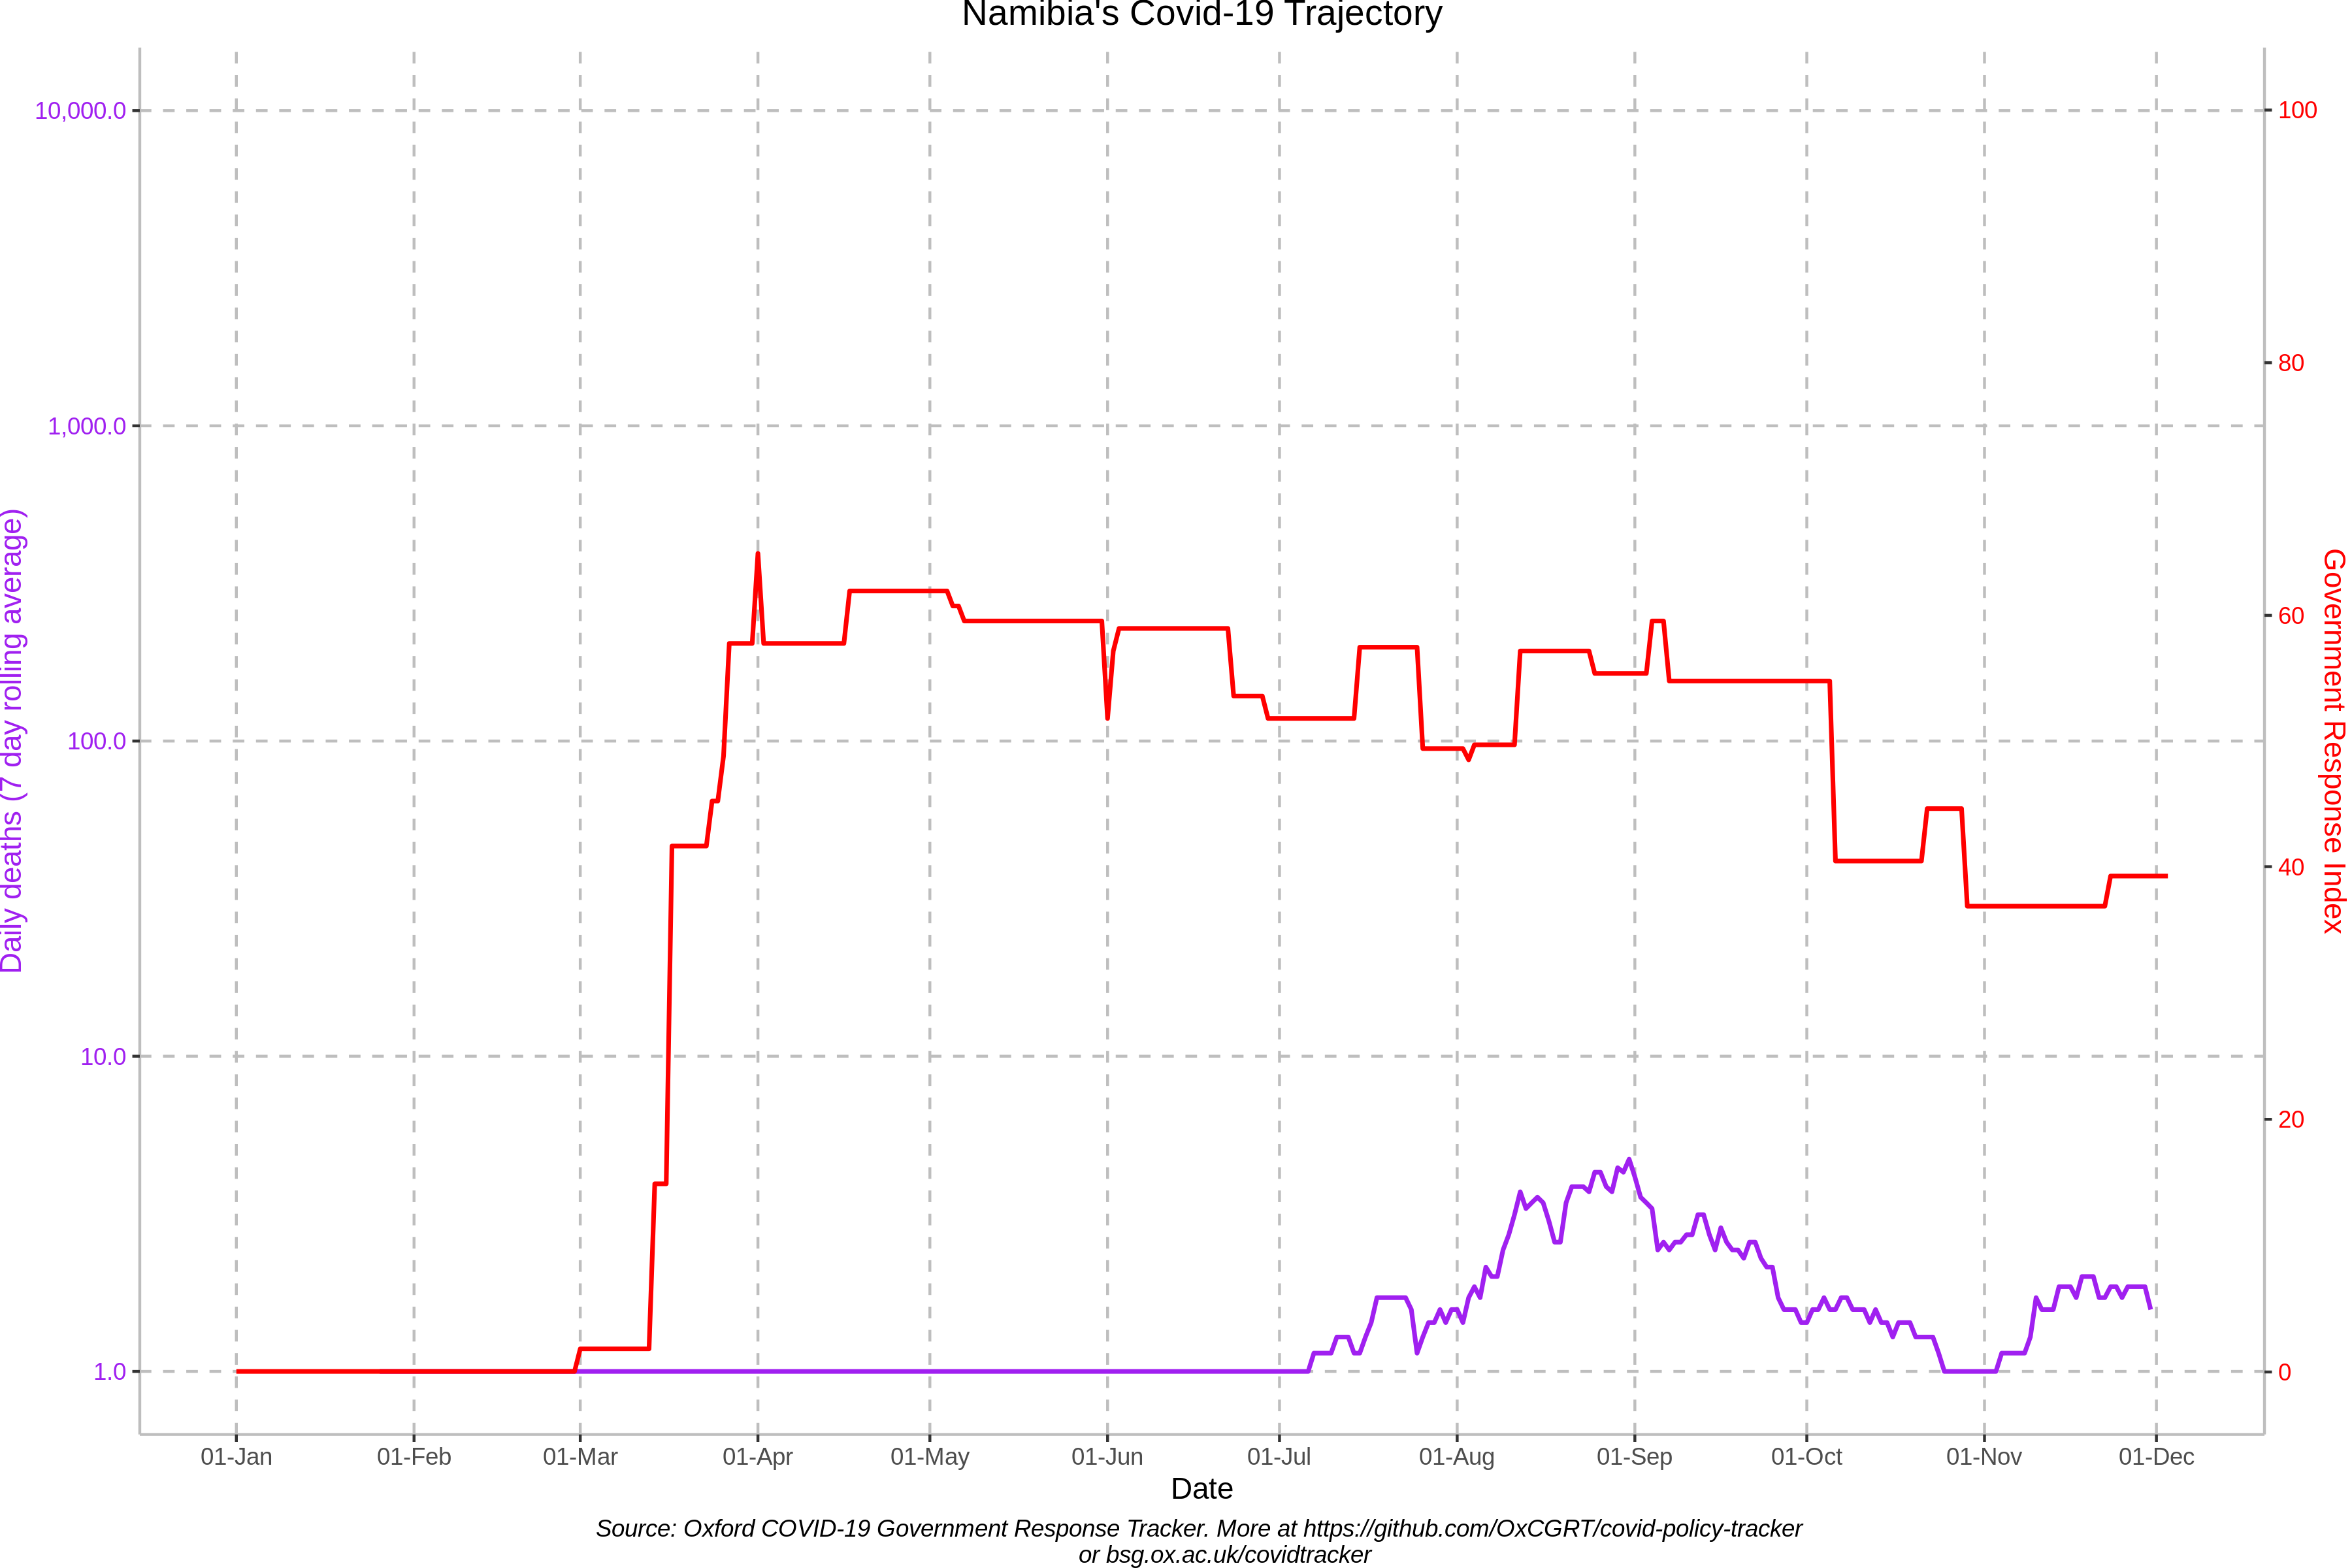 Namibia's Covid-19 Trajectory
10,000.0
1,000.0
100.0
10.0
1.0
Daily deaths (7 day rolling average)
100
80
60
40
20
0
Government Response Index
01-Jan 01-Feb 01-Mar 01-Apr 01-May 01-Jun 01-Jul 01-Aug 01-Sep 01-Oct 01-Nov 01-Dec
Date
Source: Oxford COVID-19 Government Response Tracker. More at https://github.com/OxCGRT/covid-policy-tracker
or bsg.ox.ac.uk/covidtracker